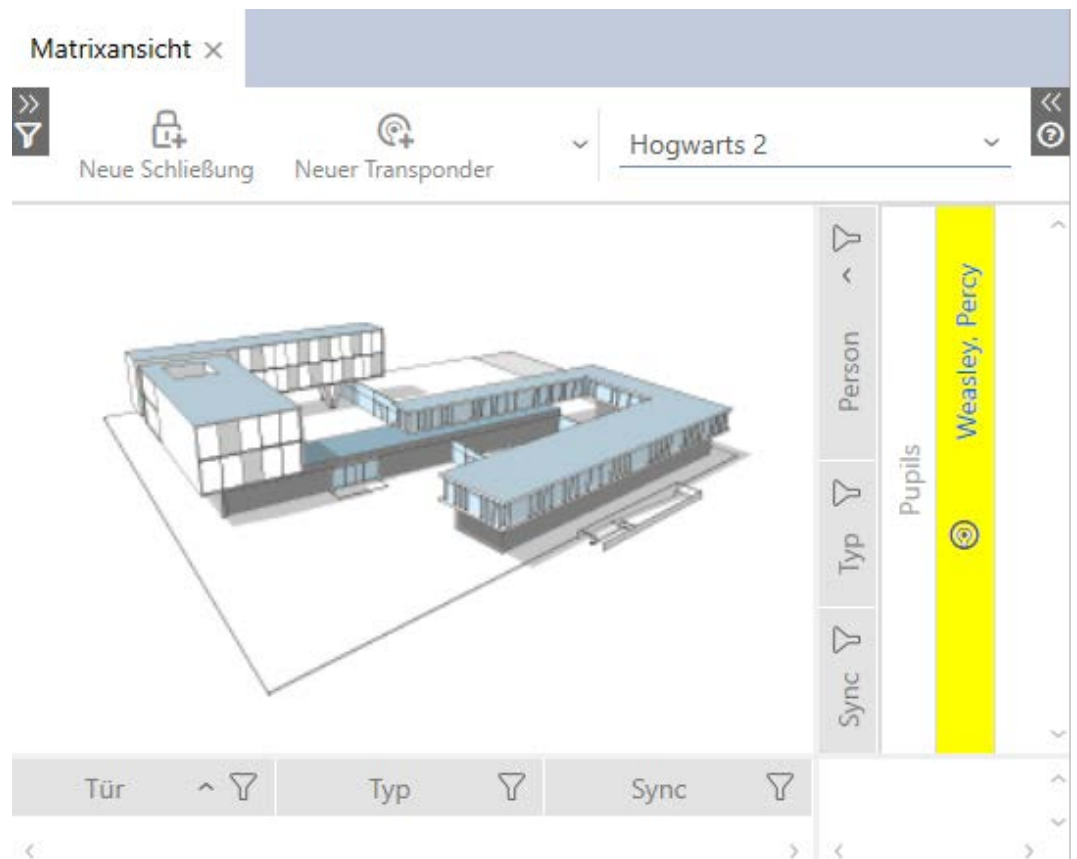 Matrixansicht
Neue Schließung
Neuer Transponder
Hogwarts 2
Person
Typ
Sync
Pupils
Weasley, Percy
Tür
Typ
Sync